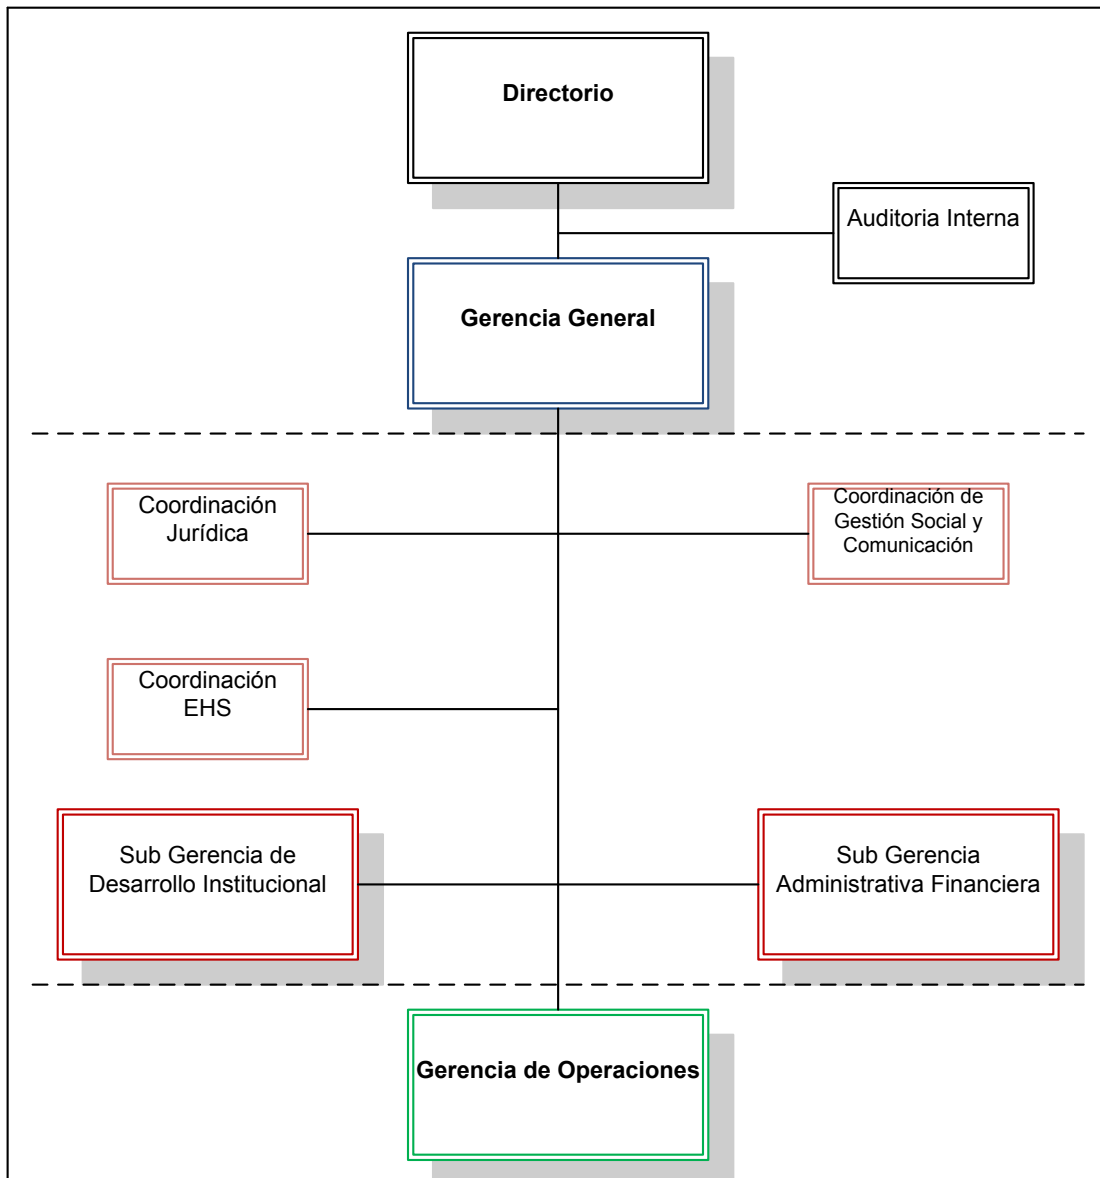 Directorio
Auditoria Interna
Gerencia General
Coordinación
Jurídica
Coordinación de
Gestión Social y
Comunicación
Coordinación
EHS
Sub Gerencia de
Desarrollo Institucional
Sub Gerencia
Administrativa Financiera
Gerencia de Operaciones